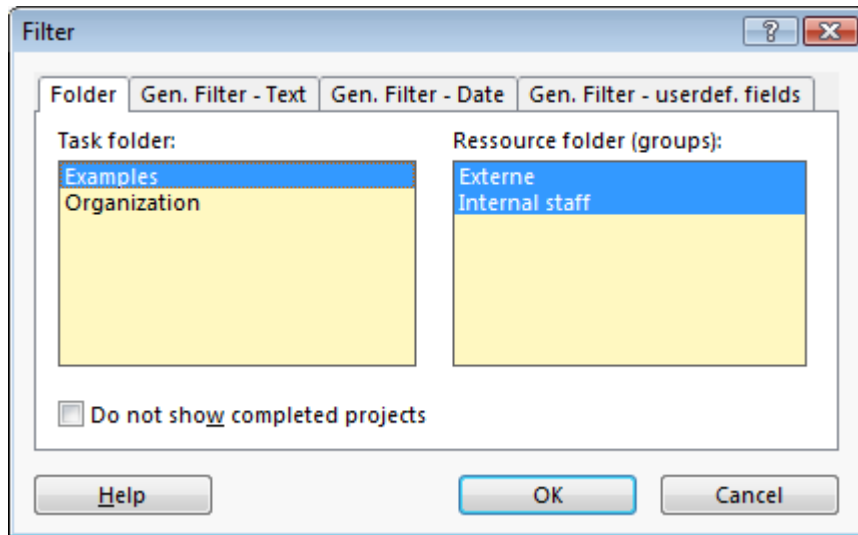 Filter
Folder Gen. Filter - Text Gen. Filter - Date Gen. Filter - userdef. fields
Task folder: Ressource folder (groups):
Examples Externe
Organization Internal staff
Do not show completed projects
Help OK Cancel